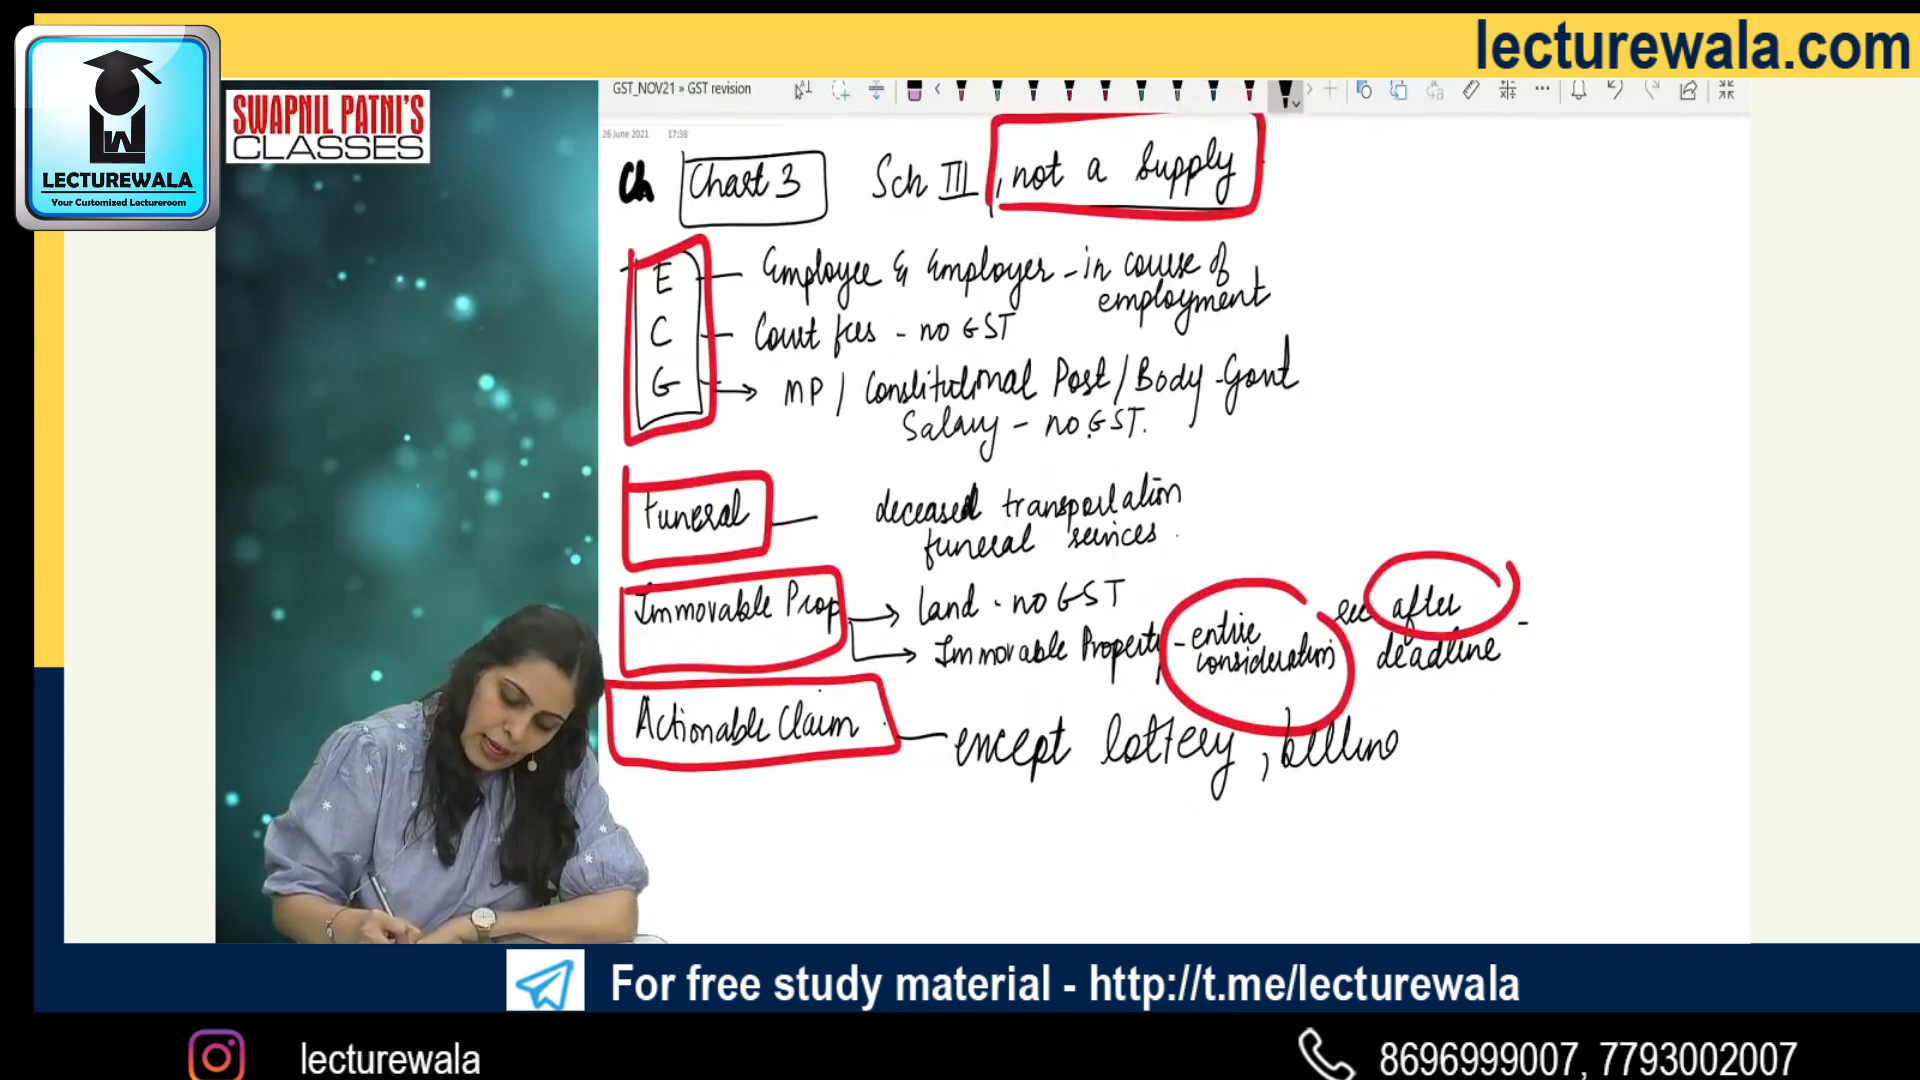 lecturewala.com
LW
LECTUREWALA
Your Customized Lectureroom
SWAPNIL PATNI'S
CLASSES
GST_NOV21 » GST revision
26 June 2021 17:38
Ch Chart 3 Sch III, not a supply
E — Employee & Employer - in course of
employment
C — Court fees - no GST
G → MP / Constitutional Post / Body - Govt
Salary - no GST.
Funeral — deceased transportation
funeral services.
Immovable Prop → Land - no GST
→ Immovable Property - entire
consideration rec after
deadline -
Actionable Claim — except lottery, betting
For free study material - http://t.me/lecturewala
lecturewala
8696999007, 7793002007